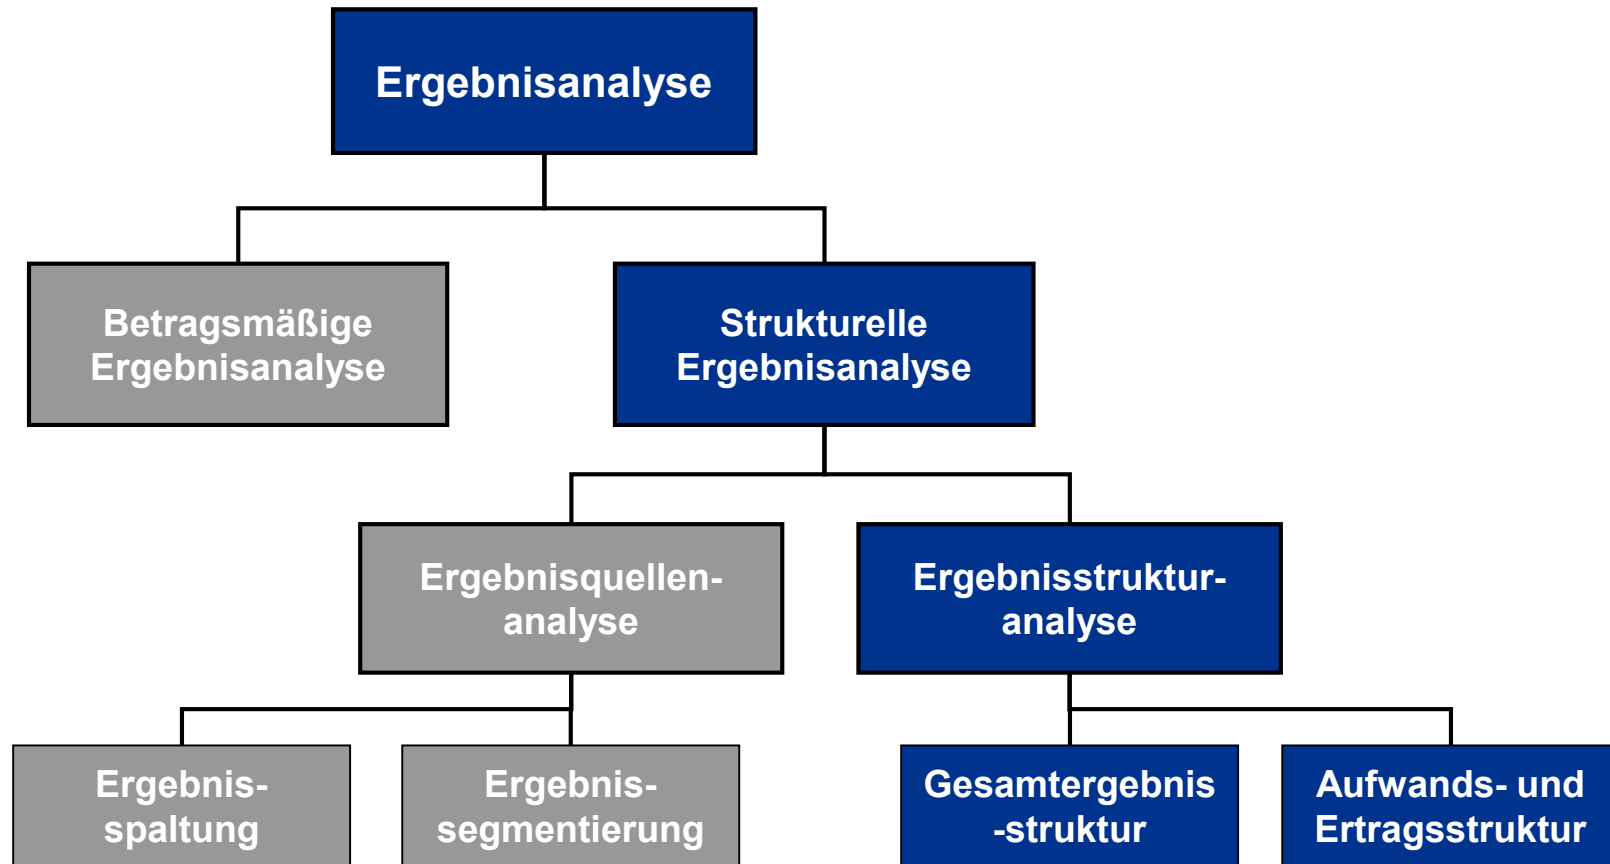 Ergebnisanalyse
Betragsmäßige
Ergebnisanalyse
Strukturelle
Ergebnisanalyse
Ergebnisquellen-
analyse
Ergebnisstruktur-
analyse
Ergebnis-
spaltung
Ergebnis-
segmentierung
Gesamtergebnis
-struktur
Aufwands- und
Ertragsstruktur